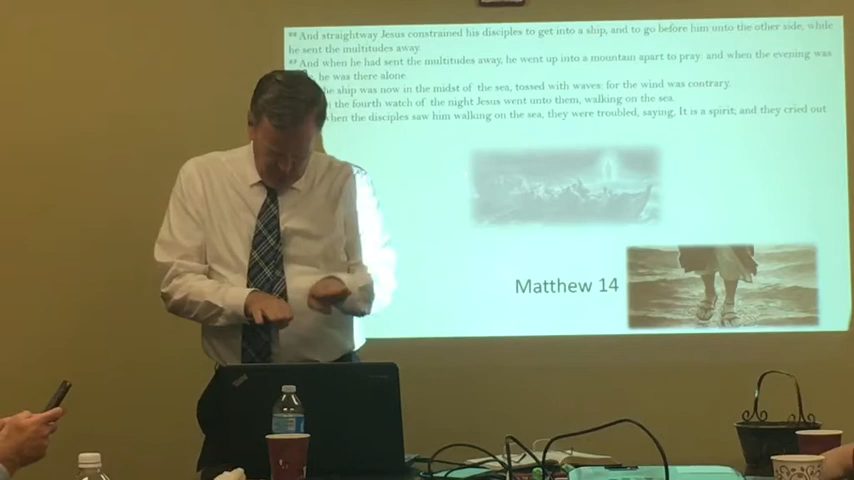 ²² And straightway Jesus constrained his disciples to get into a ship, and to go before him unto the other side, while
he sent the multitudes away.
²³ And when he had sent the multitudes away, he went up into a mountain apart to pray: and when the evening was
he was there alone.
the ship was now in the midst of the sea, tossed with waves: for the wind was contrary.
the fourth watch of the night Jesus went unto them, walking on the sea.
hen the disciples saw him walking on the sea, they were troubled, saying, It is a spirit; and they cried out
Matthew 14